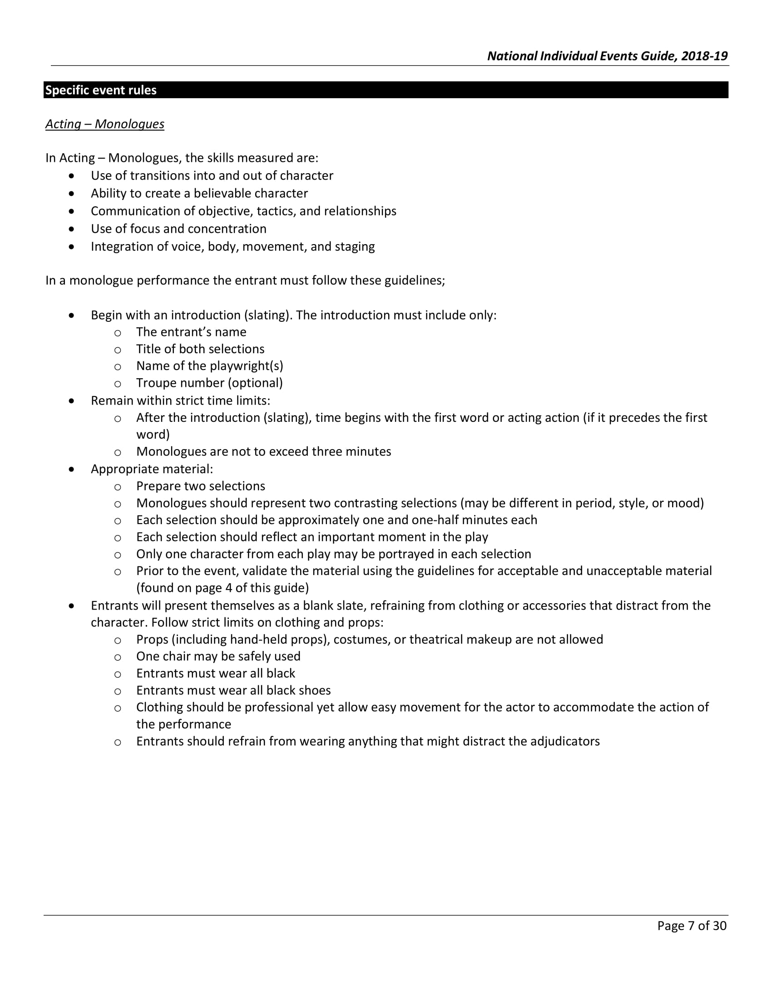 National Individual Events Guide, 2018-19
Specific event rules
Acting – Monologues
In Acting – Monologues, the skills measured are:
• Use of transitions into and out of character
• Ability to create a believable character
• Communication of objective, tactics, and relationships
• Use of focus and concentration
• Integration of voice, body, movement, and staging
In a monologue performance the entrant must follow these guidelines;
• Begin with an introduction (slating). The introduction must include only:
o The entrant’s name
o Title of both selections
o Name of the playwright(s)
o Troupe number (optional)
• Remain within strict time limits:
o After the introduction (slating), time begins with the first word or acting action (if it precedes the first
word)
o Monologues are not to exceed three minutes
• Appropriate material:
o Prepare two selections
o Monologues should represent two contrasting selections (may be different in period, style, or mood)
o Each selection should be approximately one and one-half minutes each
o Each selection should reflect an important moment in the play
o Only one character from each play may be portrayed in each selection
o Prior to the event, validate the material using the guidelines for acceptable and unacceptable material
(found on page 4 of this guide)
• Entrants will present themselves as a blank slate, refraining from clothing or accessories that distract from the
character. Follow strict limits on clothing and props:
o Props (including hand-held props), costumes, or theatrical makeup are not allowed
o One chair may be safely used
o Entrants must wear all black
o Entrants must wear all black shoes
o Clothing should be professional yet allow easy movement for the actor to accommodate the action of
the performance
o Entrants should refrain from wearing anything that might distract the adjudicators
Page 7 of 30